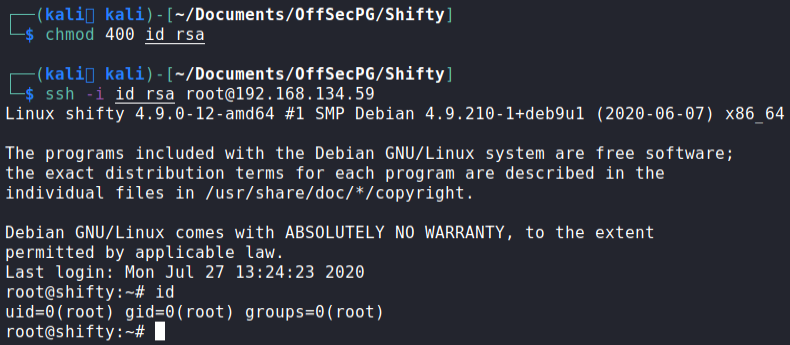 ┌──(kali㉿kali)-[~/Documents/OffSecPG/Shifty]
└─$ chmod 400 id_rsa
┌──(kali㉿kali)-[~/Documents/OffSecPG/Shifty]
└─$ ssh -i id_rsa root@192.168.134.59
Linux shifty 4.9.0-12-amd64 #1 SMP Debian 4.9.210-1+deb9u1 (2020-06-07) x86_64
The programs included with the Debian GNU/Linux system are free software;
the exact distribution terms for each program are described in the
individual files in /usr/share/doc/*/copyright.
Debian GNU/Linux comes with ABSOLUTELY NO WARRANTY, to the extent
permitted by applicable law.
Last login: Mon Jul 27 13:24:23 2020
root@shifty:~# id
uid=0(root) gid=0(root) groups=0(root)
root@shifty:~#